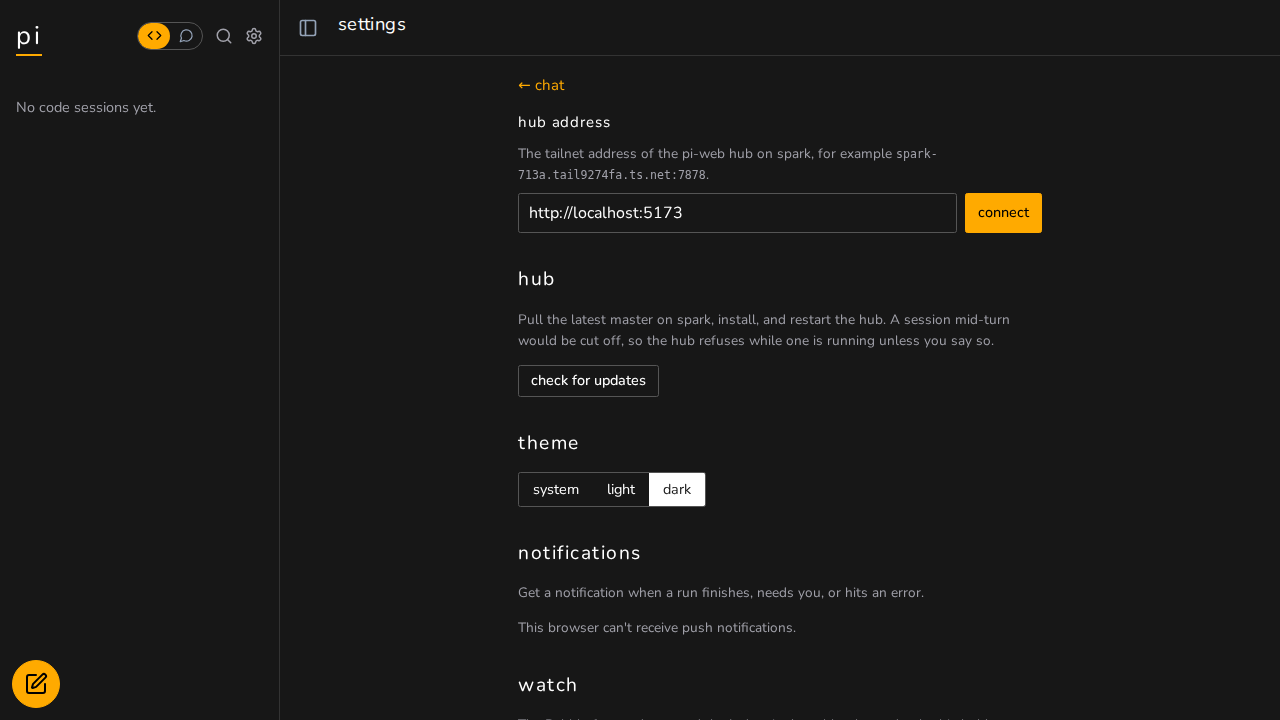 pi
settings
No code sessions yet.
← chat
hub address
The tailnet address of the pi-web hub on spark, for example spark-
713a.tail9274fa.ts.net:7878.
http://localhost:5173
connect
hub
Pull the latest master on spark, install, and restart the hub. A session mid-turn
would be cut off, so the hub refuses while one is running unless you say so.
check for updates
theme
system light dark
notifications
Get a notification when a run finishes, needs you, or hits an error.
This browser can't receive push notifications.
watch